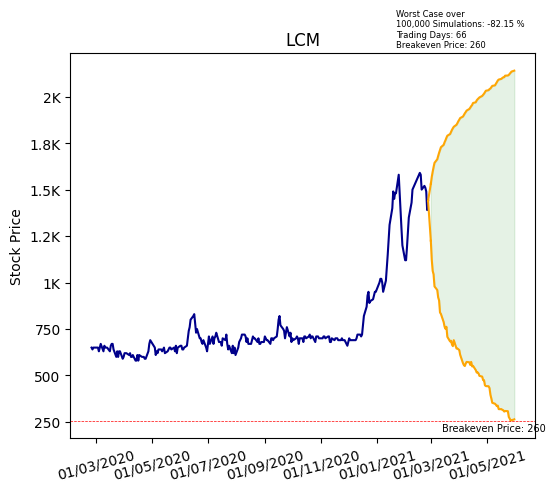 Worst Case over
100,000 Simulations: -82.15 %
Trading Days: 66
Breakeven Price: 260
LCM
Stock Price
2K
1.8K
1.5K
1.2K
1K
750
500
250
Breakeven Price: 260
01/03/2020
01/05/2020
01/07/2020
01/09/2020
01/11/2020
01/01/2021
01/03/2021
01/05/2021